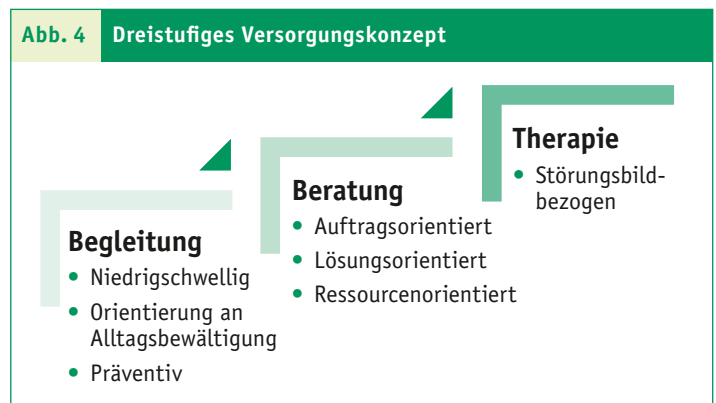 Abb. 4 Dreistufiges Versorgungskonzept
Begleitung
• Niedrigschwellig
• Orientierung an
Alltagsbewältigung
• Präventiv
Beratung
• Auftragsorientiert
• Lösungsorientiert
• Ressourcenorientiert
Therapie
• Störungsbild-
bezogen